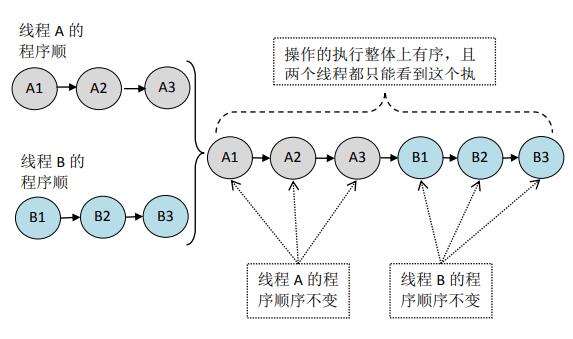 线程 A 的
程序顺
A1 A2 A3
线程 B 的
程序顺
B1 B2 B3
操作的执行整体上有序，且
两个线程都只能看到这个执
A1 A2 A3 B1 B2 B3
线程 A 的程
序顺序不变
线程 B 的程
序顺序不变